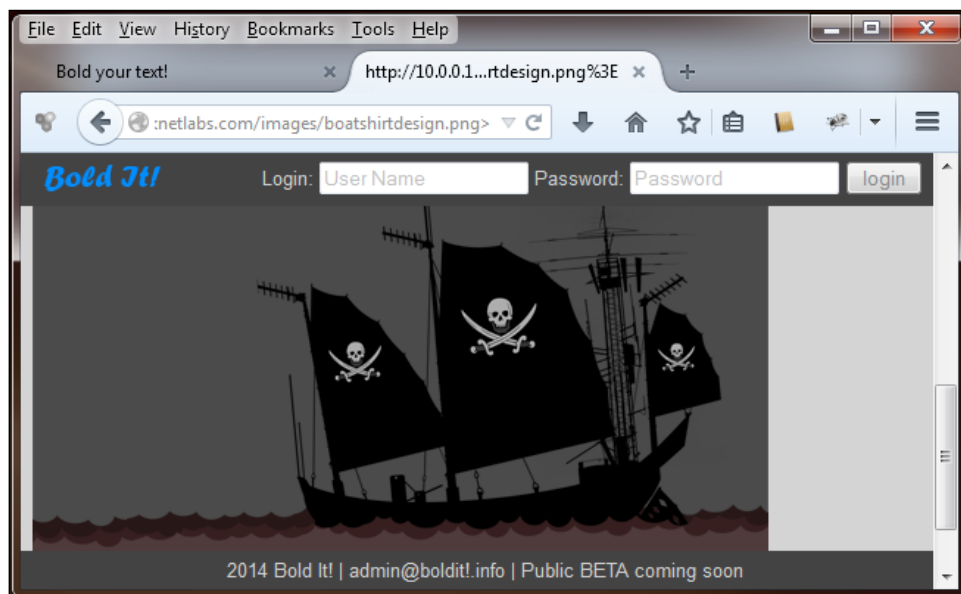 File Edit View History Bookmarks Tools Help
Bold your text! http://10.0.0.1...rtdesign.png%3E
:netlabs.com/images/boatshirtdesign.png>
Bold It! Login: User Name Password: Password login
2014 Bold It! | admin@boldit!.info | Public BETA coming soon